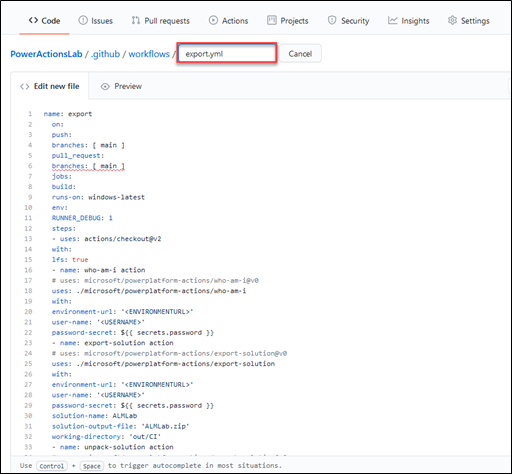 Code Issues Pull requests Actions Projects Security Insights Settings
PowerActionsLab / .github / workflows / export.yml Cancel
Edit new file Preview
1 name: export
2 on:
3 push:
4 branches: [ main ]
5 pull_request:
6 branches: [ main ]
7 jobs:
8 build:
9 runs-on: windows-latest
10 env:
11 RUNNER_DEBUG: 1
12 steps:
13 - uses: actions/checkout@v2
14 with:
15 lfs: true
16 - name: who-am-i action
17 # uses: microsoft/powerplatform-actions/who-am-i@v0
18 uses: ./microsoft/powerplatform-actions/who-am-i
19 with:
20 environment-url: '<ENVIRONMENTURL>'
21 user-name: '<USERNAME>'
22 password-secret: ${{ secrets.password }}
23 - name: export-solution action
24 # uses: microsoft/powerplatform-actions/export-solution@v0
25 uses: ./microsoft/powerplatform-actions/export-solution
26 with:
27 environment-url: '<ENVIRONMENTURL>'
28 user-name: '<USERNAME>'
29 password-secret: ${{ secrets.password }}
30 solution-name: ALMLab
31 solution-output-file: 'ALMLab.zip'
32 working-directory: 'out/CI'
33 - name: unpack-solution action
Use Control + Space to trigger autocomplete in most situations.